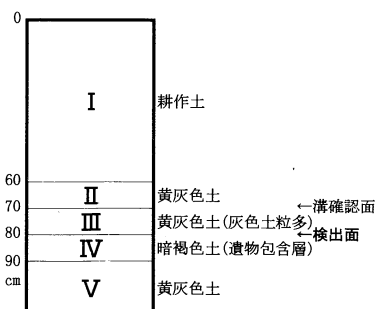 0
Ⅰ 耕作土
60
Ⅱ 黄灰色土
70 ←溝確認面
Ⅲ 黄灰色土(灰色土粒多)
80 ←検出面
Ⅳ 暗褐色土(遺物包含層)
90
cm
Ⅴ 黄灰色土